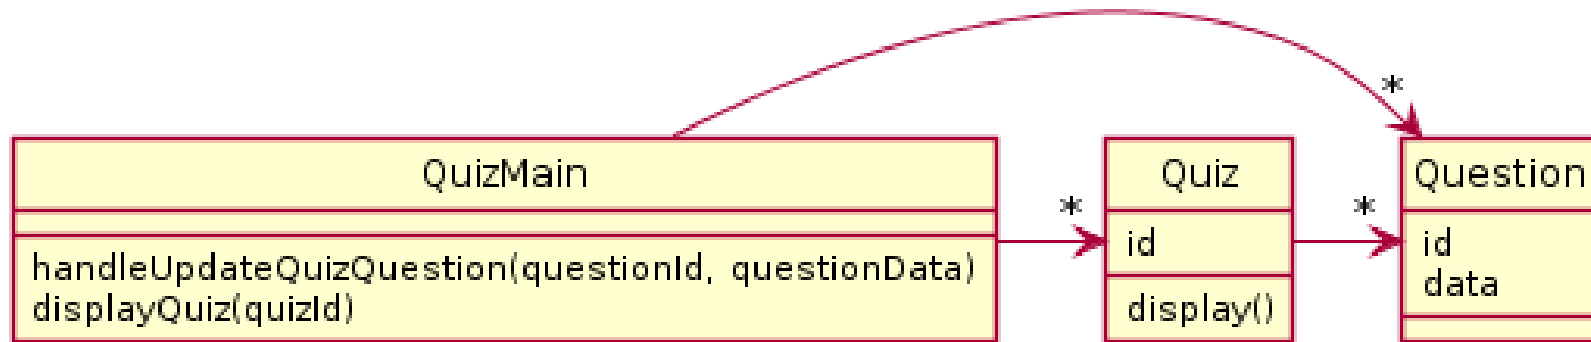 *
QuizMain
Quiz
Question
*
*
id
id
data
handleUpdateQuizQuestion(questionId, questionData)
displayQuiz(quizId)
display()